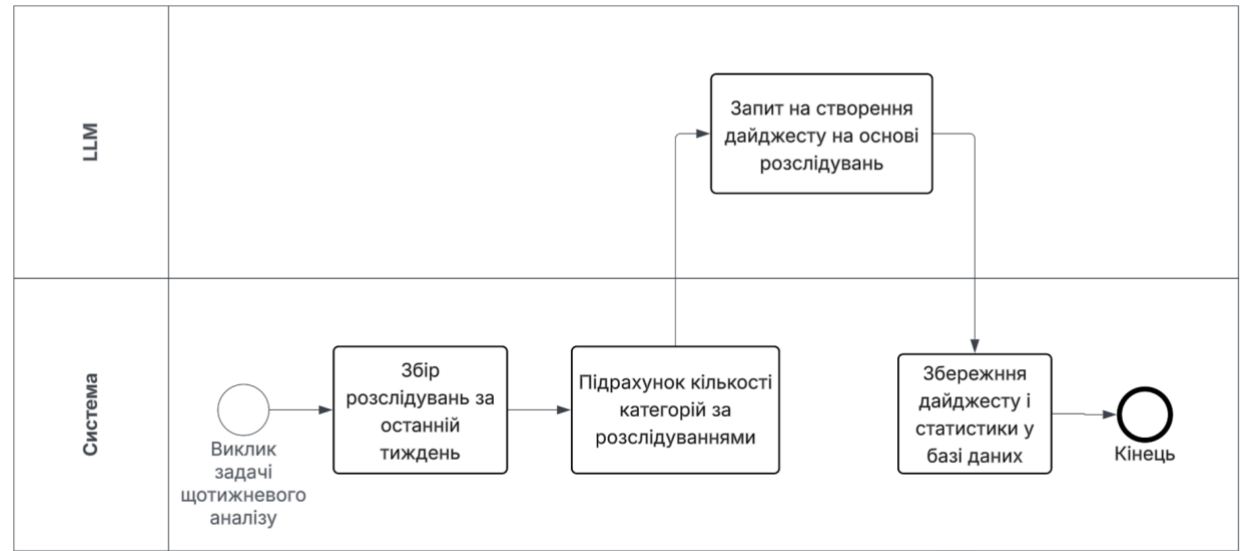 LLM
Запит на створення
дайджесту на основі
розслідувань
Система
Виклик
задачі
щотижневого
аналізу
Збір
розслідувань за
останній
тиждень
Підрахунок кількості
категорій за
розслідуваннями
Збережння
дайджесту і
статистики у
базі даних
Кінець